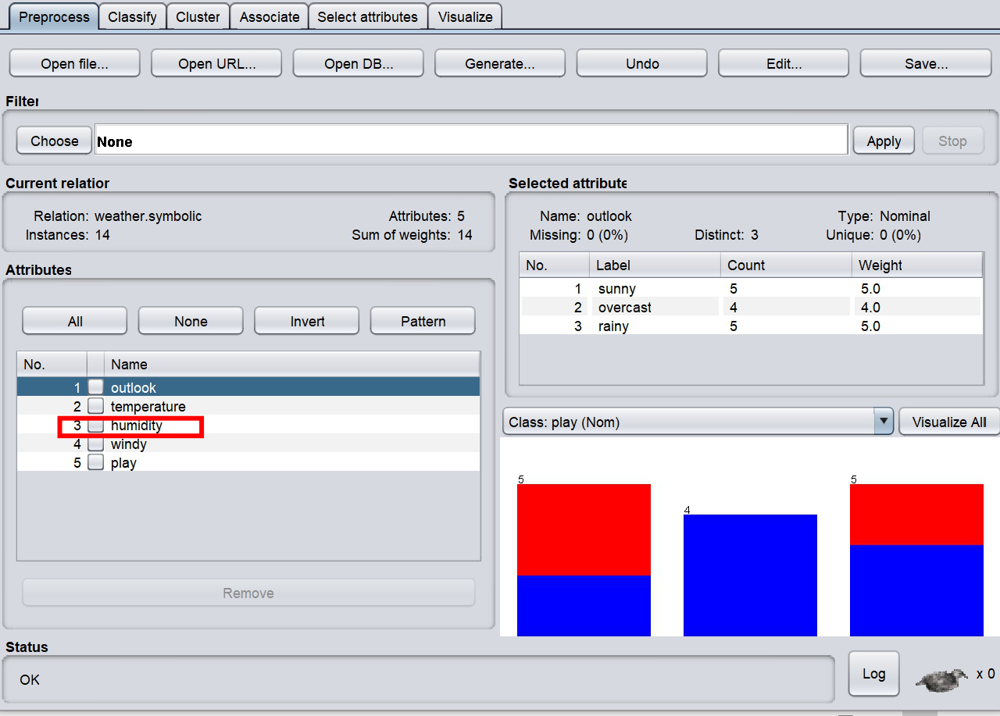 Preprocess Classify Cluster Associate Select attributes Visualize
Open file... Open URL... Open DB... Generate... Undo Edit... Save...
Filter
Choose None Apply Stop
Current relation
Relation: weather.symbolic Attributes: 5
Instances: 14 Sum of weights: 14
Attributes
All None Invert Pattern
No. Name
1 outlook
2 temperature
3 humidity
4 windy
5 play
Remove
Selected attribute
Name: outlook Type: Nominal
Missing: 0 (0%) Distinct: 3 Unique: 0 (0%)
No. Label Count Weight
1 sunny 5 5.0
2 overcast 4 4.0
3 rainy 5 5.0
Class: play (Nom) Visualize All
5 4 5
Status
OK Log x 0